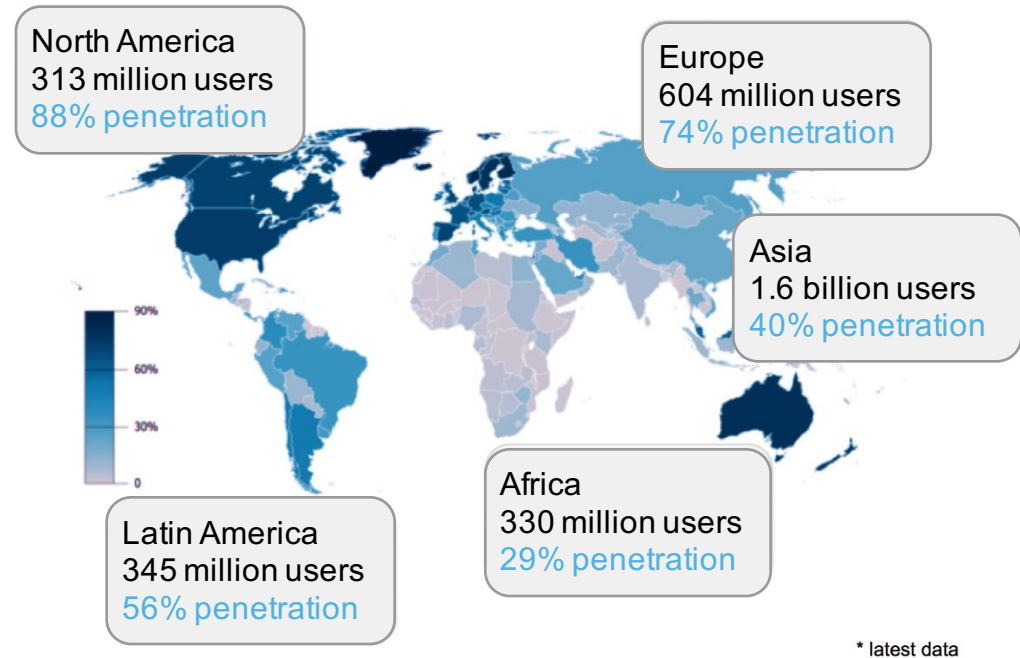 North America
313 million users
88% penetration
Europe
604 million users
74% penetration
Asia
1.6 billion users
40% penetration
90%
60%
30%
0
Africa
330 million users
29% penetration
Latin America
345 million users
56% penetration
* latest data